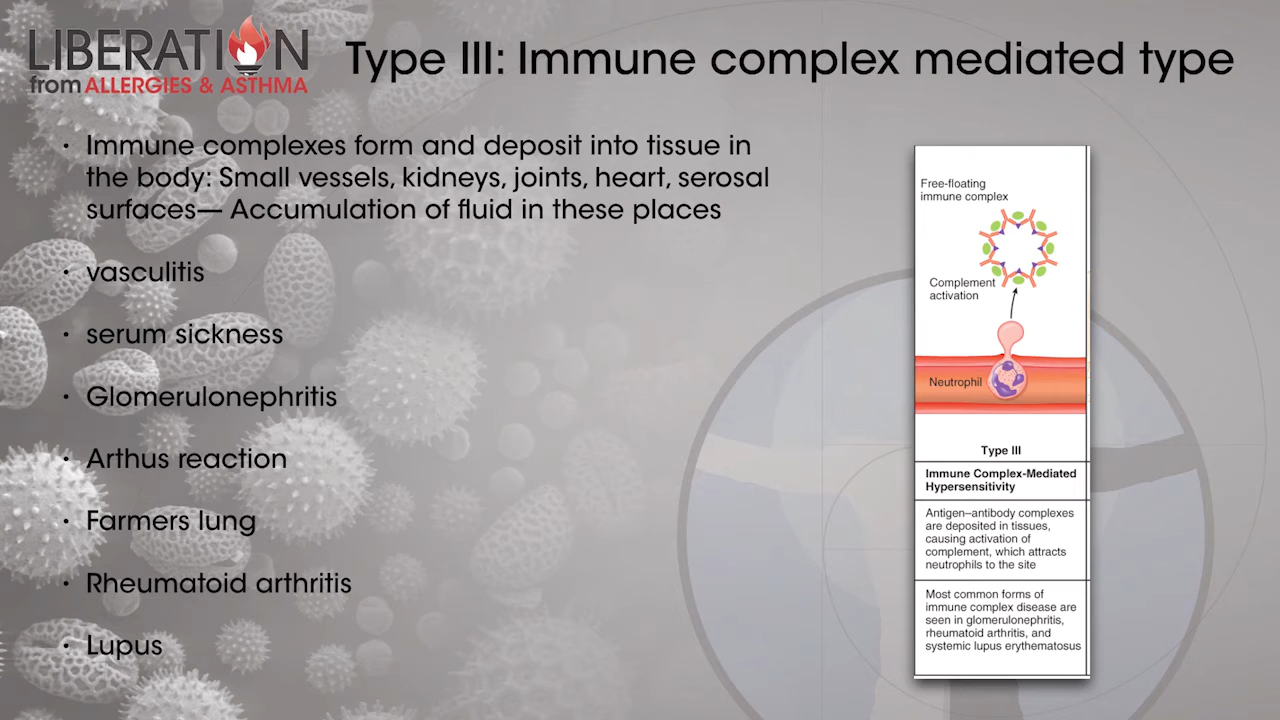 LIBERATION
from ALLERGIES & ASTHMA
Type III: Immune complex mediated type
• Immune complexes form and deposit into tissue in
the body: Small vessels, kidneys, joints, heart, serosal
surfaces— Accumulation of fluid in these places
• vasculitis
• serum sickness
• Glomerulonephritis
• Arthus reaction
• Farmers lung
• Rheumatoid arthritis
• Lupus
Free-floating
immune complex
Complement
activation
Neutrophil
Type III
Immune Complex-Mediated
Hypersensitivity
Antigen–antibody complexes
are deposited in tissues,
causing activation of
complement, which attracts
neutrophils to the site
Most common forms of
immune complex disease are
seen in glomerulonephritis,
rheumatoid arthritis, and
systemic lupus erythematosus